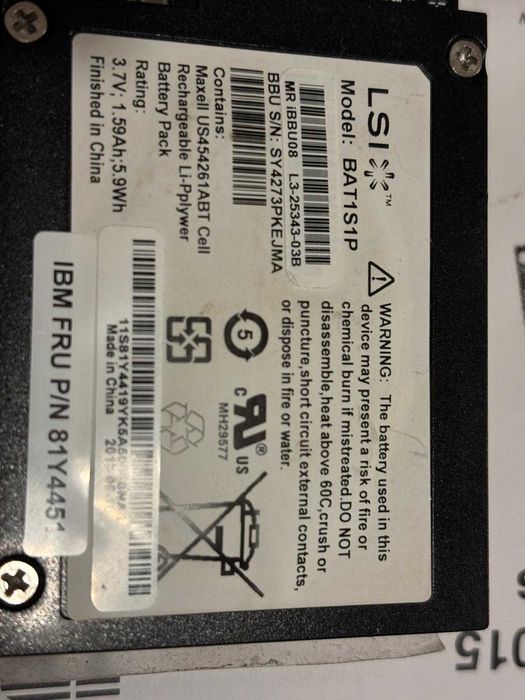 LSI ™
Model: BAT1S1P
MR iBBU08 L3-25343-03B
BBU S/N: SY4273PKEJMA
Contains:
Maxell US454261ABT Cell
Rechargeable Li-Pplywer
Battery Pack
Rating:
3.7V; 1.59Ah;5.9Wh
Finished in China
WARNING: The battery used in this
device may present a risk of fire or
chemical burn if mistreated.DO NOT
disassemble,heat above 60C,crush or
puncture,short circuit external contacts,
or dispose in fire or water.
5
C US ®
MH29577
Made in China
IBM FRU P/N 81Y4451
015